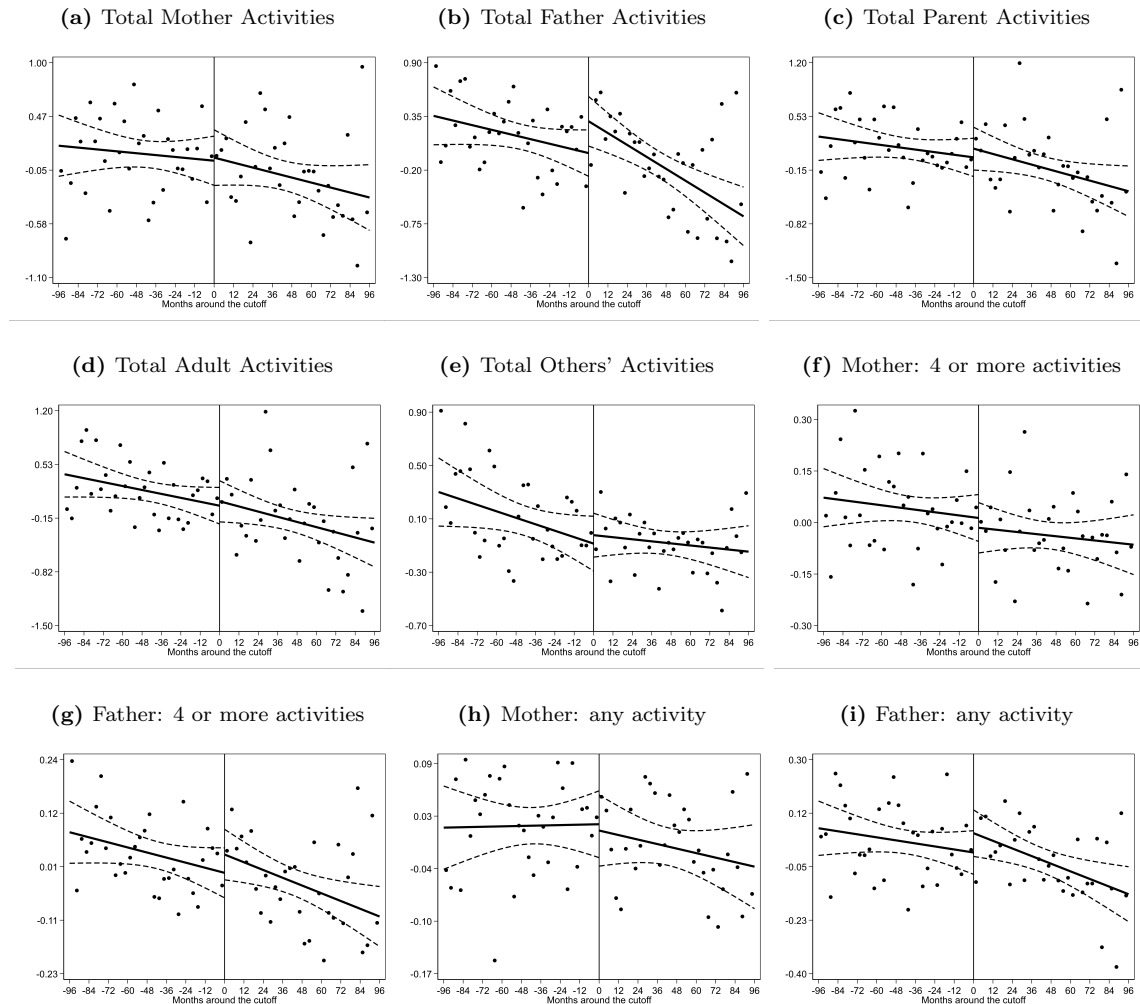 (a) Total Mother Activities
(b) Total Father Activities
(c) Total Parent Activities
1.00
0.47
-0.05
-0.58
-1.10
-96 -84 -72 -60 -48 -36 -24 -12 0 12 24 36 48 60 72 84 96
Months around the cutoff
0.90
0.35
-0.20
-0.75
-1.30
-96 -84 -72 -60 -48 -36 -24 -12 0 12 24 36 48 60 72 84 96
Months around the cutoff
1.20
0.53
-0.15
-0.82
-1.50
-96 -84 -72 -60 -48 -36 -24 -12 0 12 24 36 48 60 72 84 96
Months around the cutoff
(d) Total Adult Activities
(e) Total Others' Activities
(f) Mother: 4 or more activities
1.20
0.53
-0.15
-0.82
-1.50
-96 -84 -72 -60 -48 -36 -24 -12 0 12 24 36 48 60 72 84 96
Months around the cutoff
0.90
0.50
0.10
-0.30
-0.70
-96 -84 -72 -60 -48 -36 -24 -12 0 12 24 36 48 60 72 84 96
Months around the cutoff
0.30
0.15
0.00
-0.15
-0.30
-96 -84 -72 -60 -48 -36 -24 -12 0 12 24 36 48 60 72 84 96
Months around the cutoff
(g) Father: 4 or more activities
(h) Mother: any activity
(i) Father: any activity
0.24
0.12
0.01
-0.11
-0.23
-96 -84 -72 -60 -48 -36 -24 -12 0 12 24 36 48 60 72 84 96
Months around the cutoff
0.09
0.03
-0.04
-0.10
-0.17
-96 -84 -72 -60 -48 -36 -24 -12 0 12 24 36 48 60 72 84 96
Months around the cutoff
0.30
0.12
-0.05
-0.23
-0.40
-96 -84 -72 -60 -48 -36 -24 -12 0 12 24 36 48 60 72 84 96
Months around the cutoff